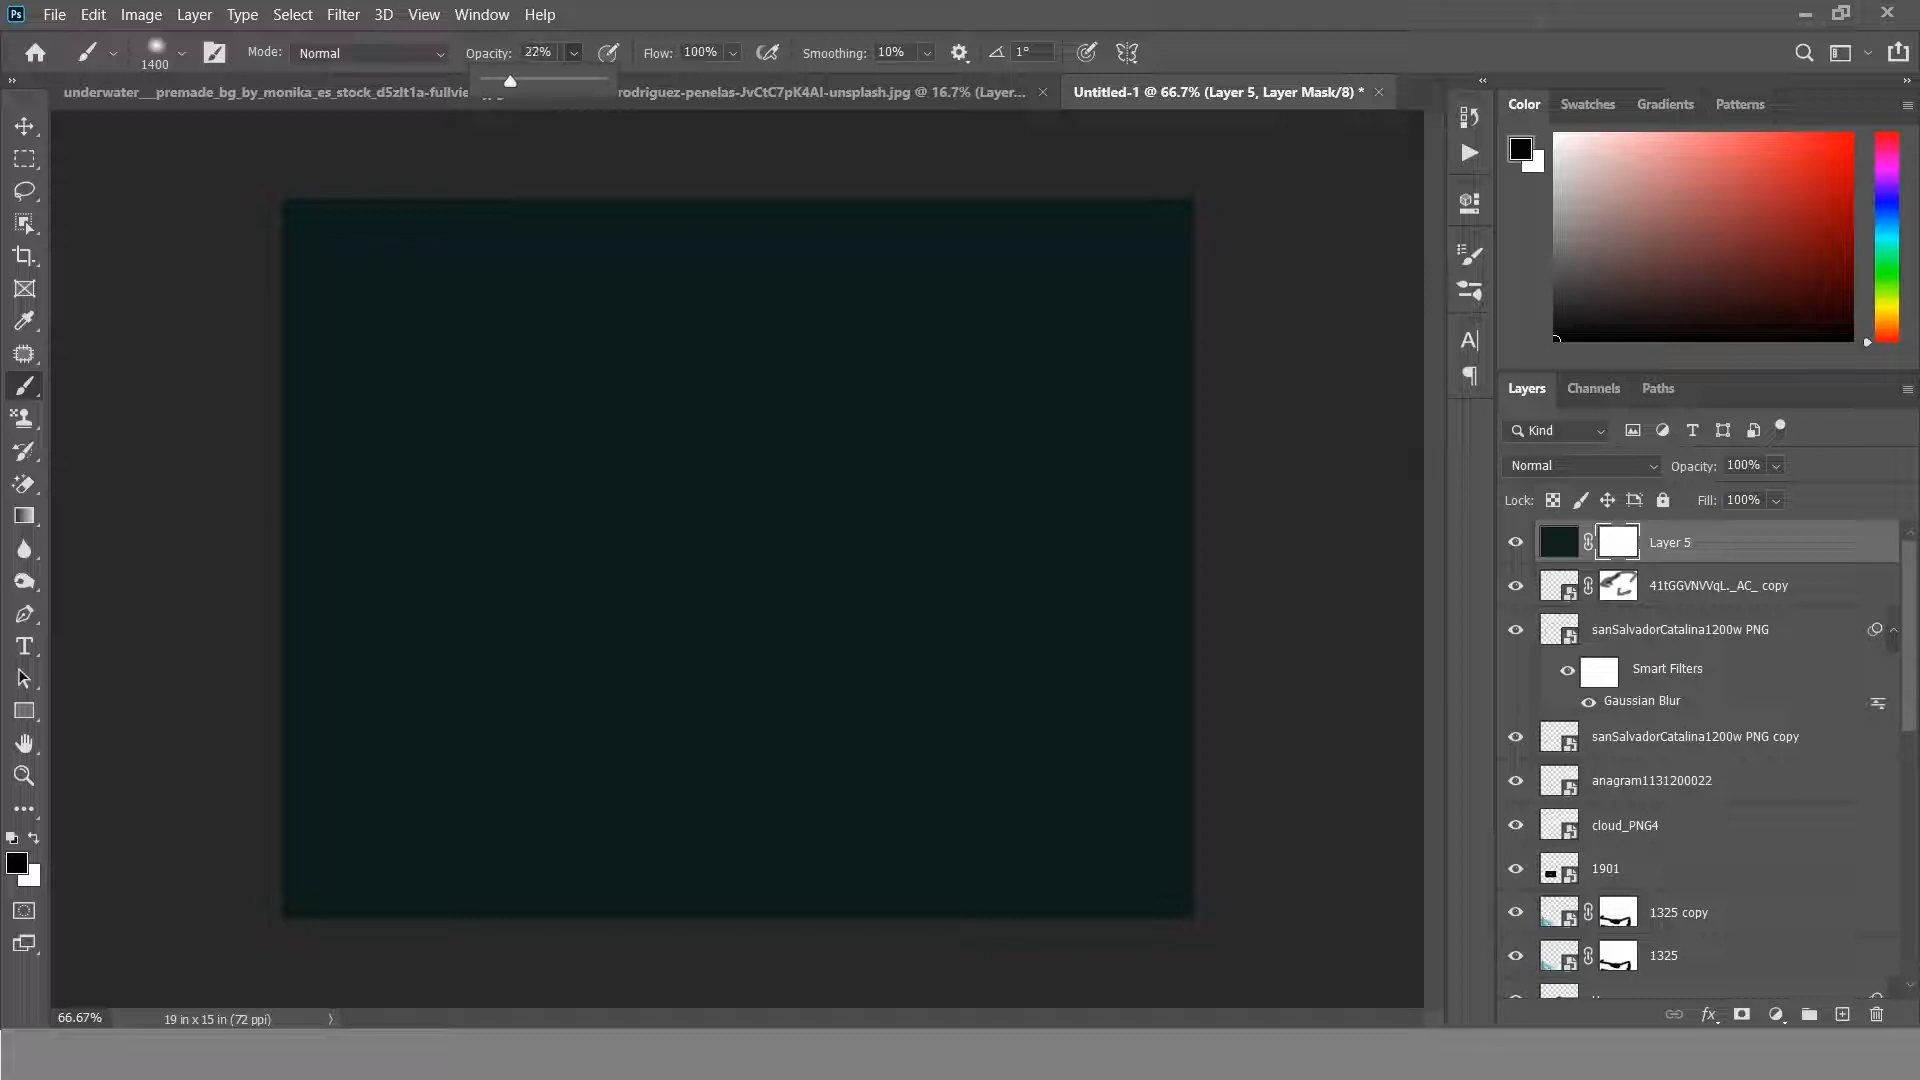 Ps File Edit Image Layer Type Select Filter 3D View Window Help
1400 Mode: Normal Opacity: 22% Flow: 100% Smoothing: 10% 1°
underwater__premade_bg_by_monika_es_stock_d5zlt1a-fullvie
rodriguez-penelas-JvCtC7pK4AI-unsplash.jpg @ 16.7% (Layer...
Untitled-1 @ 66.7% (Layer 5, Layer Mask/8) *
Color Swatches Gradients Patterns
Layers Channels Paths
Kind
Normal Opacity: 100%
Lock: Fill: 100%
Layer 5
41tGGVNVVqL._AC_ copy
sanSalvadorCatalina1200w PNG
Smart Filters
Gaussian Blur
sanSalvadorCatalina1200w PNG copy
anagram1131200022
cloud_PNG4
1901
1325 copy
1325
66.67% 19 in x 15 in (72 ppi)
fx